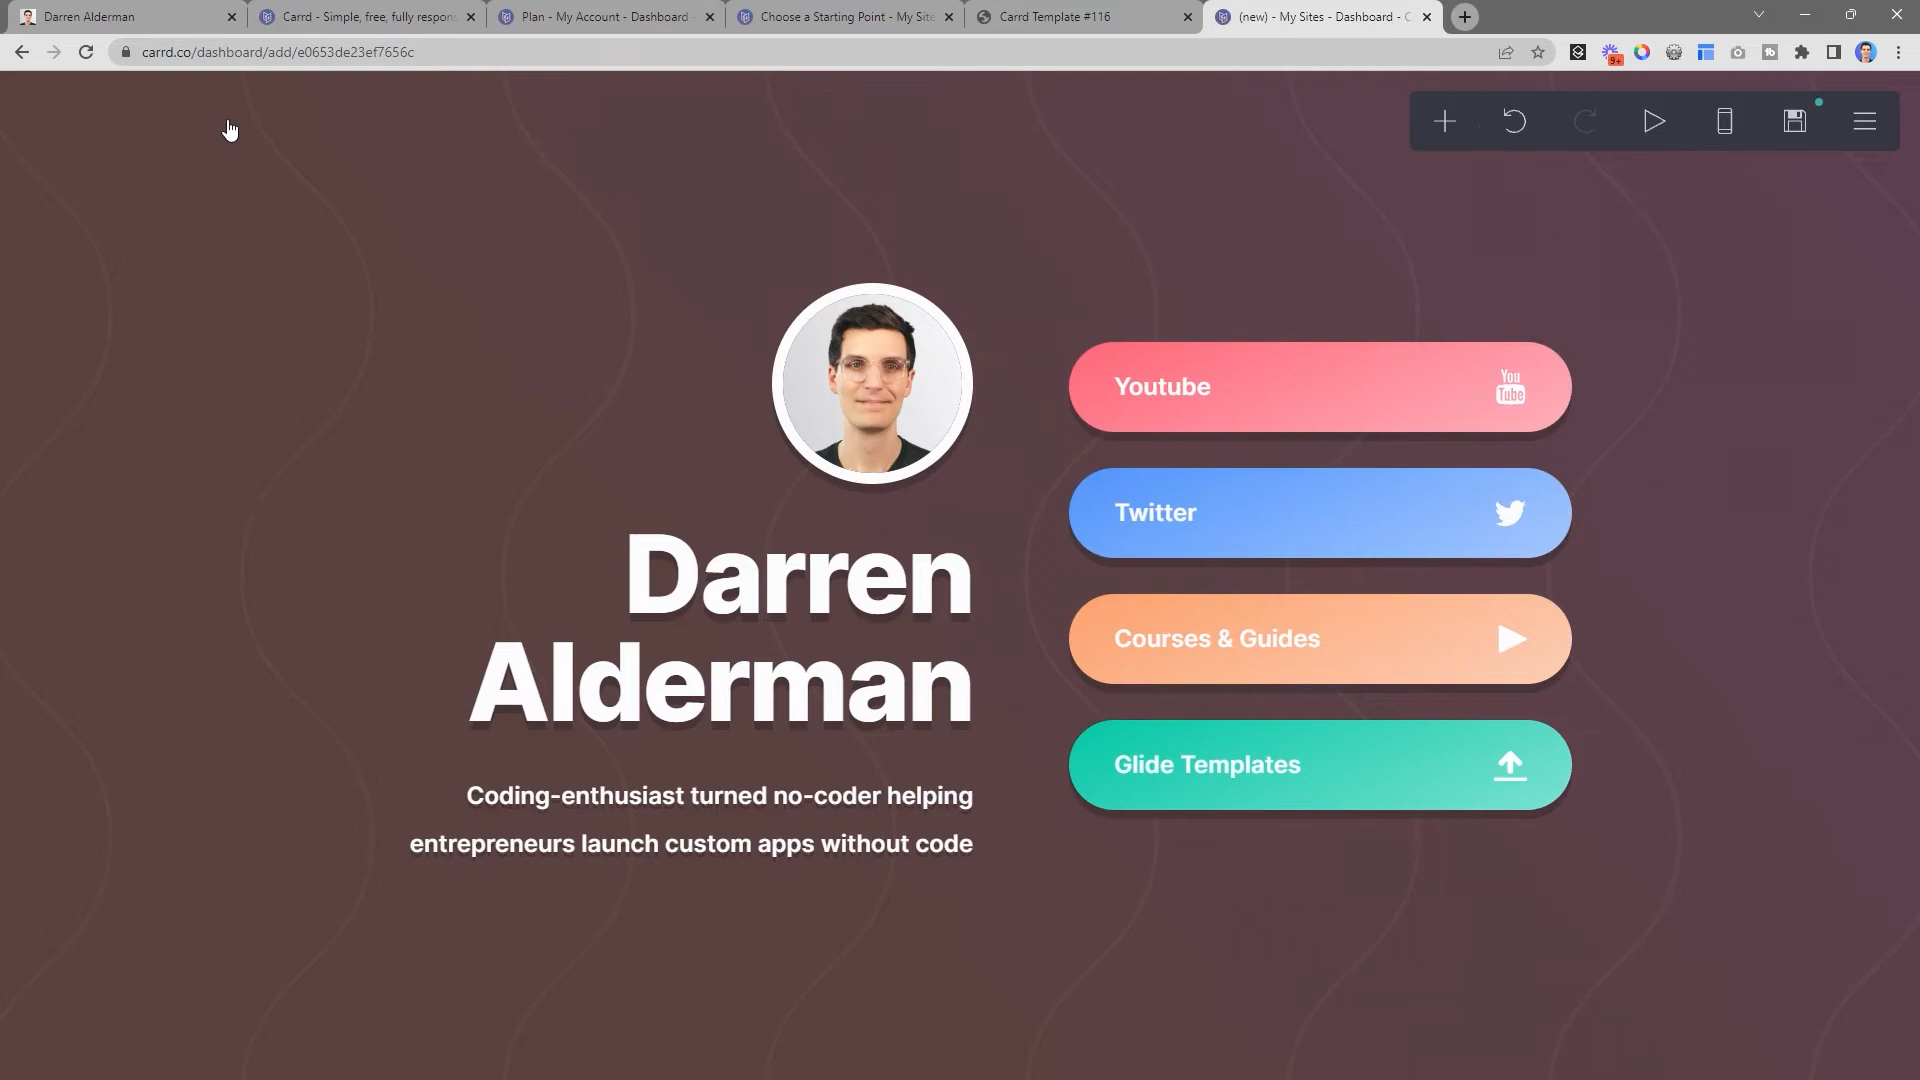 Darren Alderman
Carrd - Simple, free, fully respons
Plan - My Account - Dashboard -
Choose a Starting Point - My Site
Carrd Template #116
(new) - My Sites - Dashboard - C
carrd.co/dashboard/add/e0653de23ef7656c
9+
Youtube
You
Tube
Twitter
Darren
Alderman
Courses & Guides
Glide Templates
Coding-enthusiast turned no-coder helping
entrepreneurs launch custom apps without code